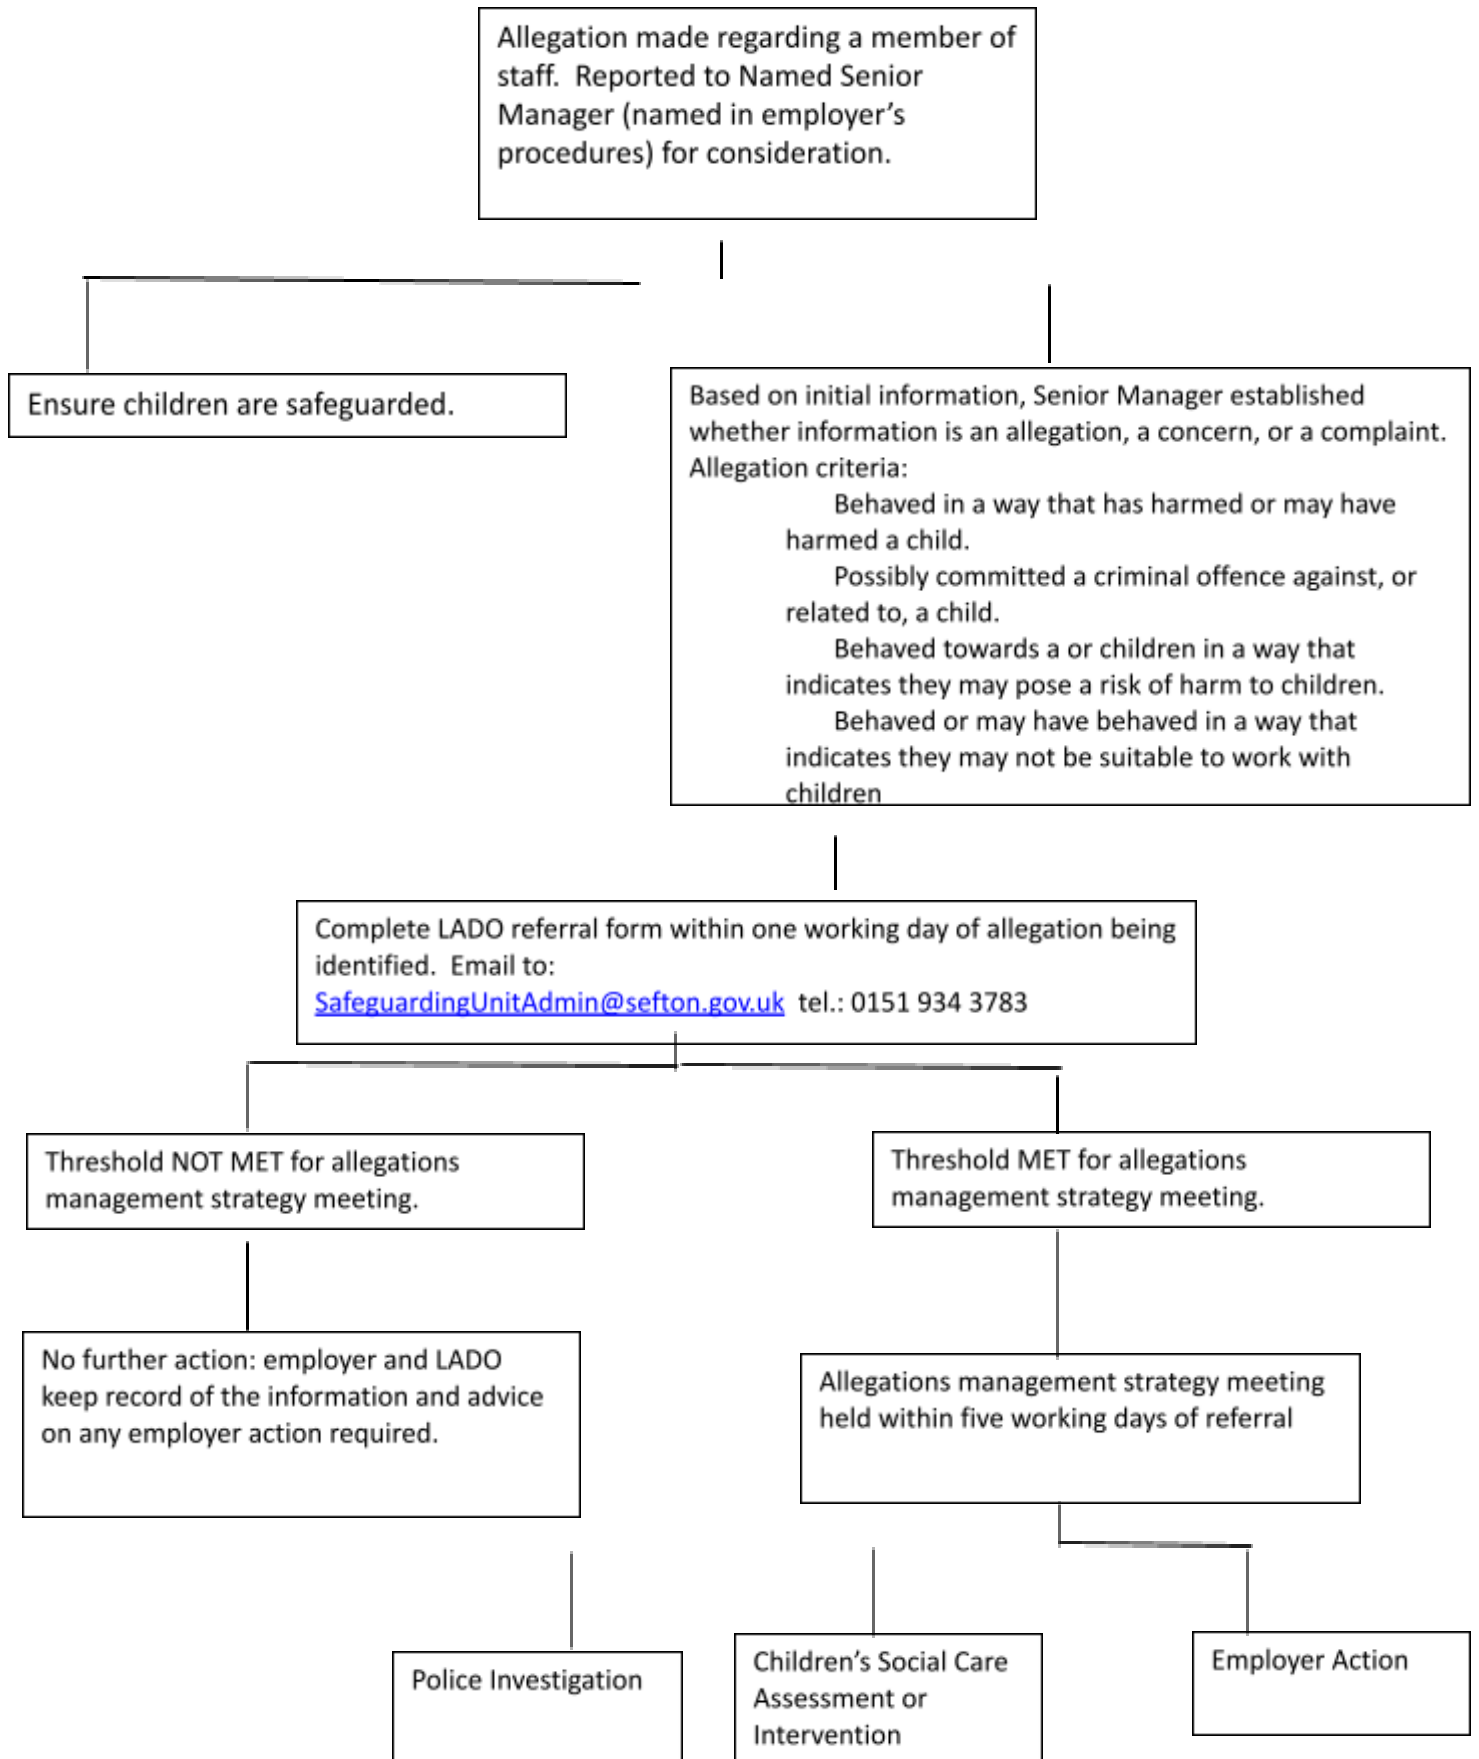 Allegation made regarding a member of
staff.  Reported to Named Senior
Manager (named in employer’s
procedures) for consideration.
Ensure children are safeguarded.
Based on initial information, Senior Manager established
whether information is an allegation, a concern, or a complaint.
Allegation criteria:
Behaved in a way that has harmed or may have
harmed a child.
Possibly committed a criminal offence against, or
related to, a child.
Behaved towards a or children in a way that
indicates they may pose a risk of harm to children.
Behaved or may have behaved in a way that
indicates they may not be suitable to work with
children
Complete LADO referral form within one working day of allegation being
identified.  Email to:
SafeguardingUnitAdmin@sefton.gov.uk  tel.: 0151 934 3783
Threshold NOT MET for allegations
management strategy meeting.
Threshold MET for allegations
management strategy meeting.
No further action: employer and LADO
keep record of the information and advice
on any employer action required.
Allegations management strategy meeting
held within five working days of referral
Police Investigation
Children’s Social Care
Assessment or
Intervention
Employer Action